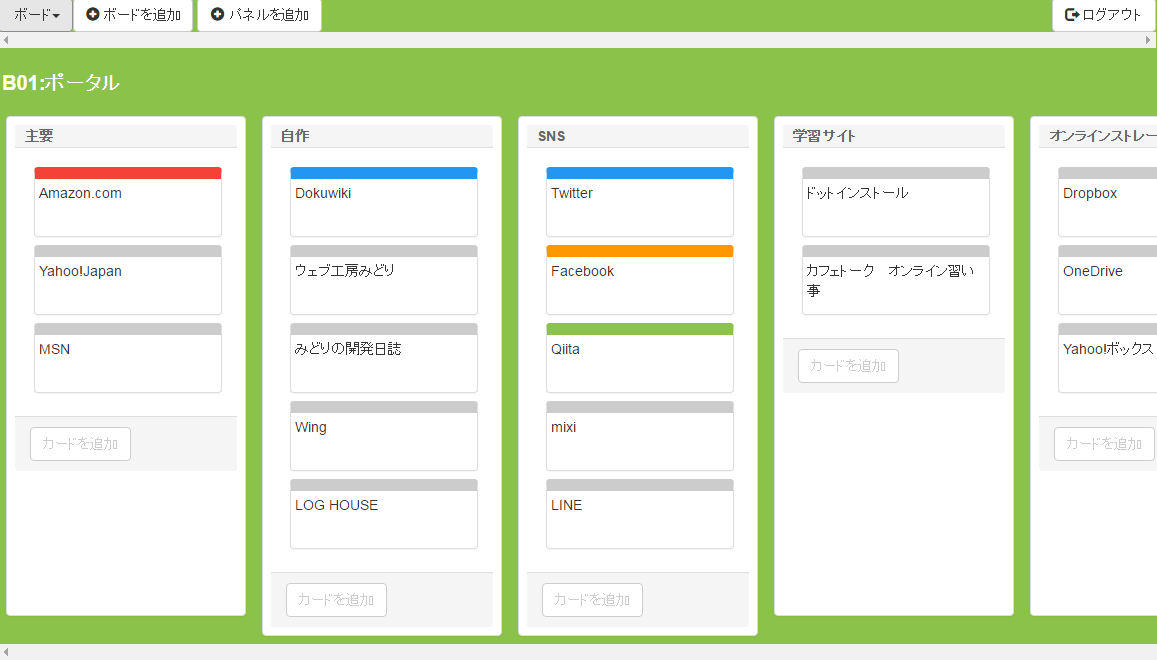 ボード
ボードを追加
パネルを追加
ログアウト
B01:ポータル
主要
Amazon.com
Yahoo!Japan
MSN
カードを追加
自作
Dokuwiki
ウェブ工房みどり
みどりの開発日誌
Wing
LOG HOUSE
カードを追加
SNS
Twitter
Facebook
Qiita
mixi
LINE
カードを追加
学習サイト
ドットインストール
カフェトーク　オンライン習い
事
カードを追加
オンラインストレー
Dropbox
OneDrive
Yahoo!ボックス
カードを追加